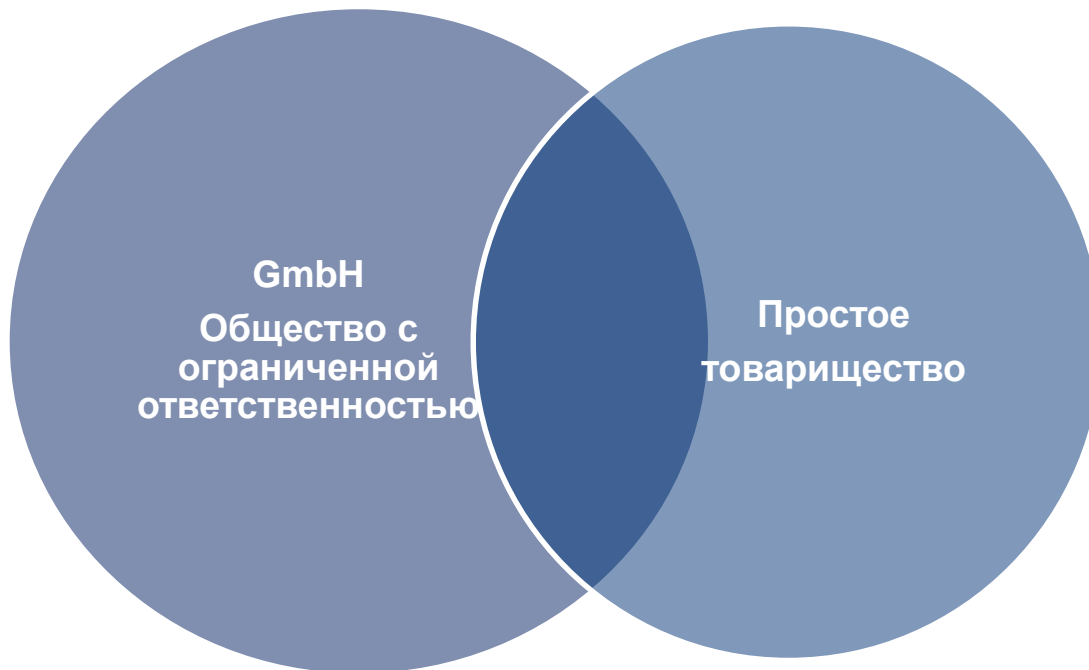 GmbH
Общество с
ограниченной
ответственностью
Простое
товарищество